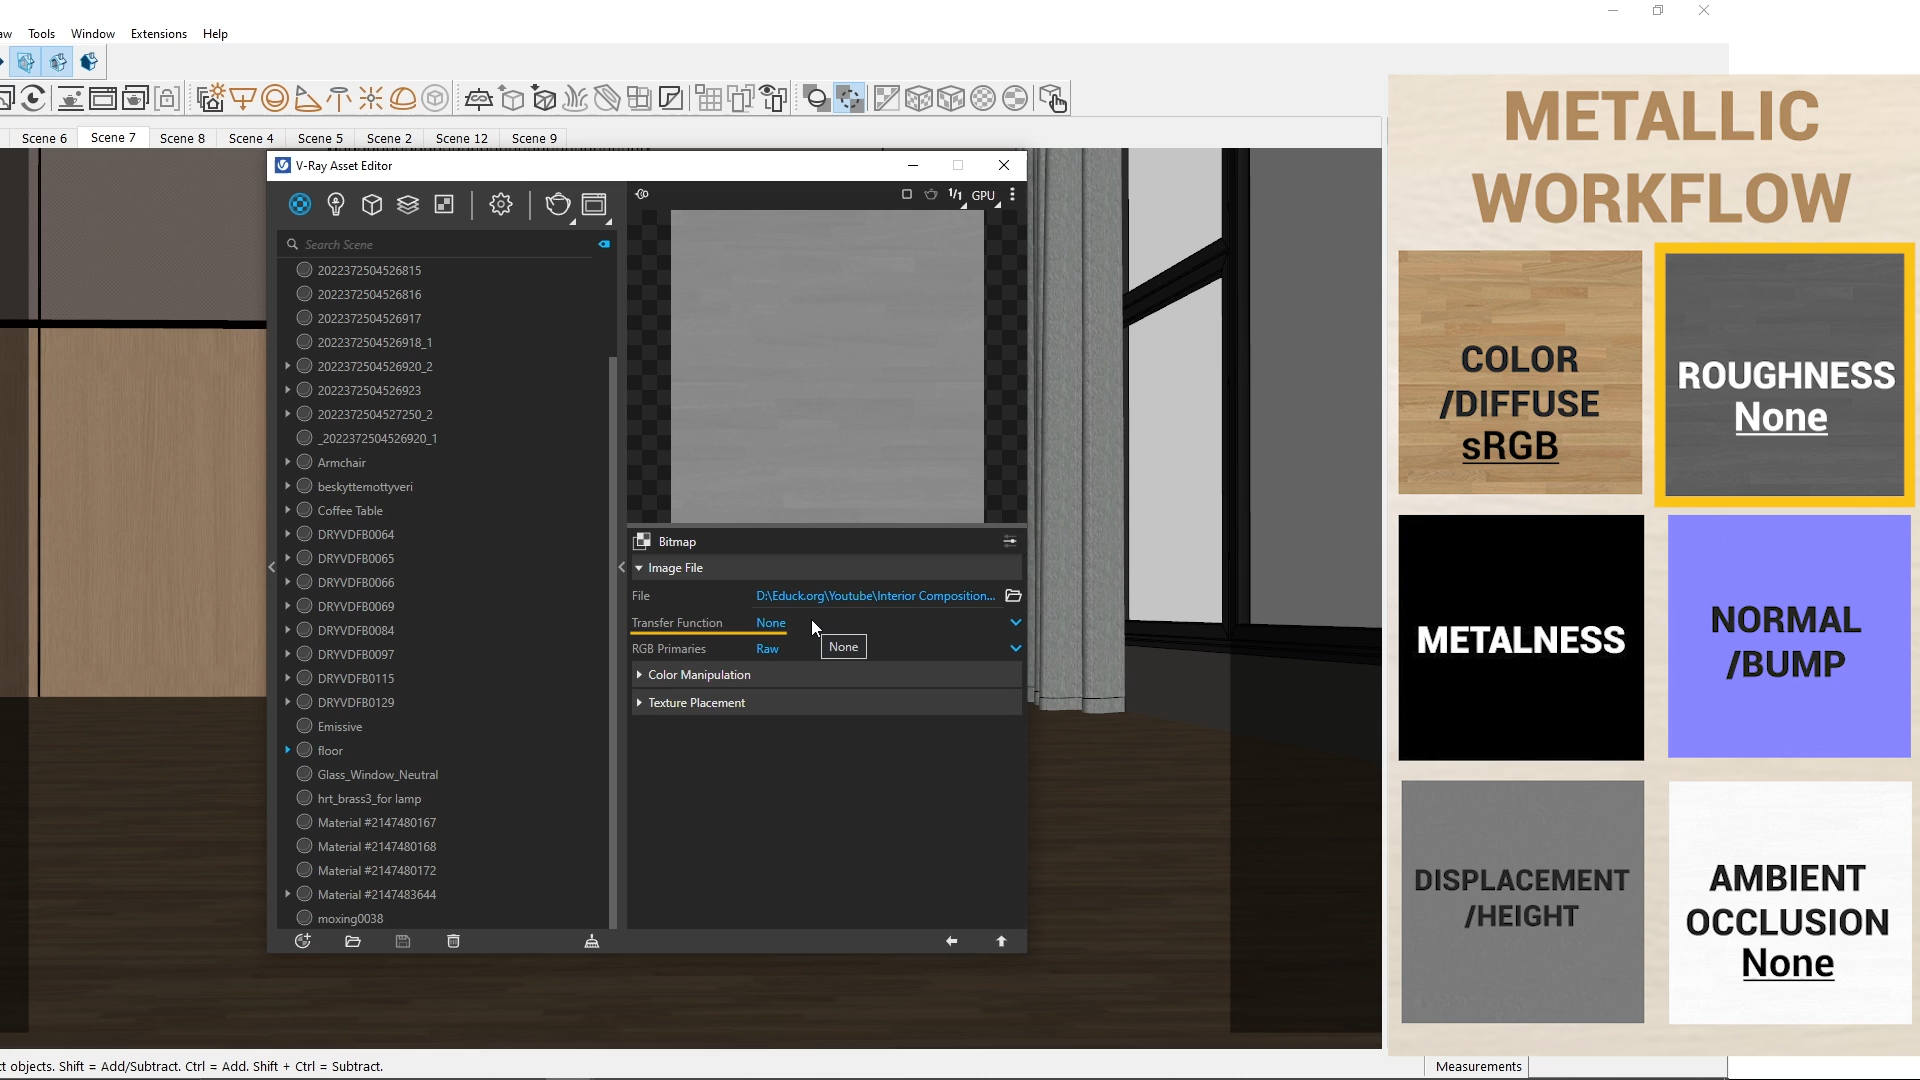 Tools Window Extensions Help
Scene 6 Scene 7 Scene 8 Scene 4 Scene 5 Scene 2 Scene 12 Scene 9
V-Ray Asset Editor
1/1 GPU
Search Scene
2022372504526815
2022372504526816
2022372504526917
2022372504526918_1
2022372504526920_2
2022372504526923
2022372504527250_2
_2022372504526920_1
Armchair
beskyttemottyveri
Coffee Table
DRYVDFB0064
DRYVDFB0065
DRYVDFB0066
DRYVDFB0069
DRYVDFB0084
DRYVDFB0097
DRYVDFB0115
DRYVDFB0129
Emissive
floor
Glass_Window_Neutral
hrt_brass3_for lamp
Material #2147480167
Material #2147480168
Material #2147480172
Material #2147483644
moxing0038
Bitmap
Image File
File D:\Educk.org\Youtube\Interior Composition...
Transfer Function None
None
RGB Primaries Raw
Color Manipulation
Texture Placement
METALLIC
WORKFLOW
COLOR
/DIFFUSE
sRGB
ROUGHNESS
None
METALNESS
NORMAL
/BUMP
DISPLACEMENT
/HEIGHT
AMBIENT
OCCLUSION
None
objects. Shift = Add/Subtract. Ctrl = Add. Shift + Ctrl = Subtract.
Measurements